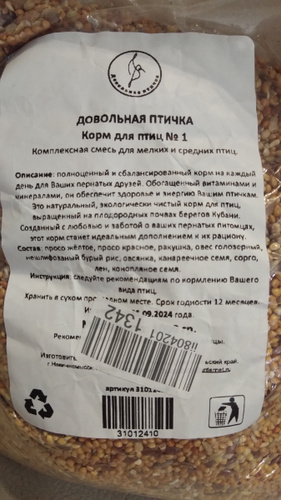 Довольная птичка
ДОВОЛЬНАЯ ПТИЧКА
Корм для птиц № 1
Комплексная смесь для мелких и средних птиц.
Описание: полноценный и сбалансированный корм на каждый
день для Ваших пернатых друзей. Обогащенный витаминами и
минералами, он обеспечит здоровье и энергию Вашим птичкам.
Это натуральный, экологически чистый корм для птиц,
выращенный на плодородных почвах берегов Кубани.
Созданный с любовью и заботой о ваших пернатых питомцах,
этот корм станет идеальным дополнением к их рациону.
Состав: просо жёлтое, просо красное, ракушка, овес голозерный,
нешлифованный бурый рис, овсянка, канареечное семя, сорго,
лен, конопляное семя.
Инструкция: следуйте рекомендациям по кормлению Вашего
вида птиц.
Хранить в сухом месте. Срок годности 12 месяцев
.09.2024 года.
Изготовитель
край,
артикул
31012410
ii804201 1342